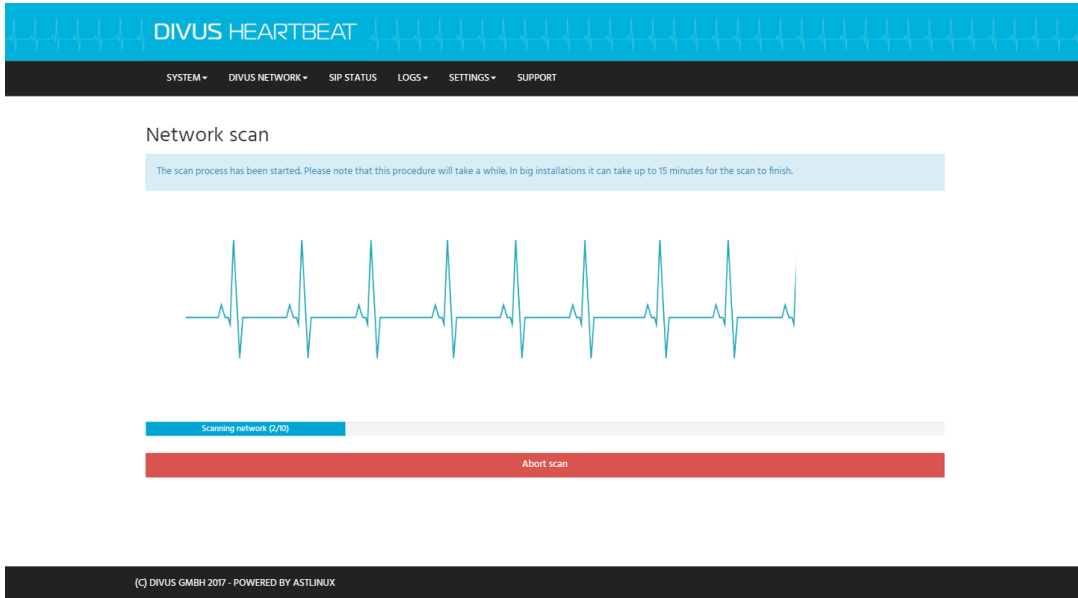 DIVUS HEARTBEAT
SYSTEM DIVUS NETWORK SIP STATUS LOGS SETTINGS SUPPORT
Network scan
The scan process has been started. Please note that this procedure will take a while. In big installations it can take up to 15 minutes for the scan to finish.
Scanning network (2/10)
Abort scan
(C) DIVUS GMBH 2017 - POWERED BY ASTLINUX